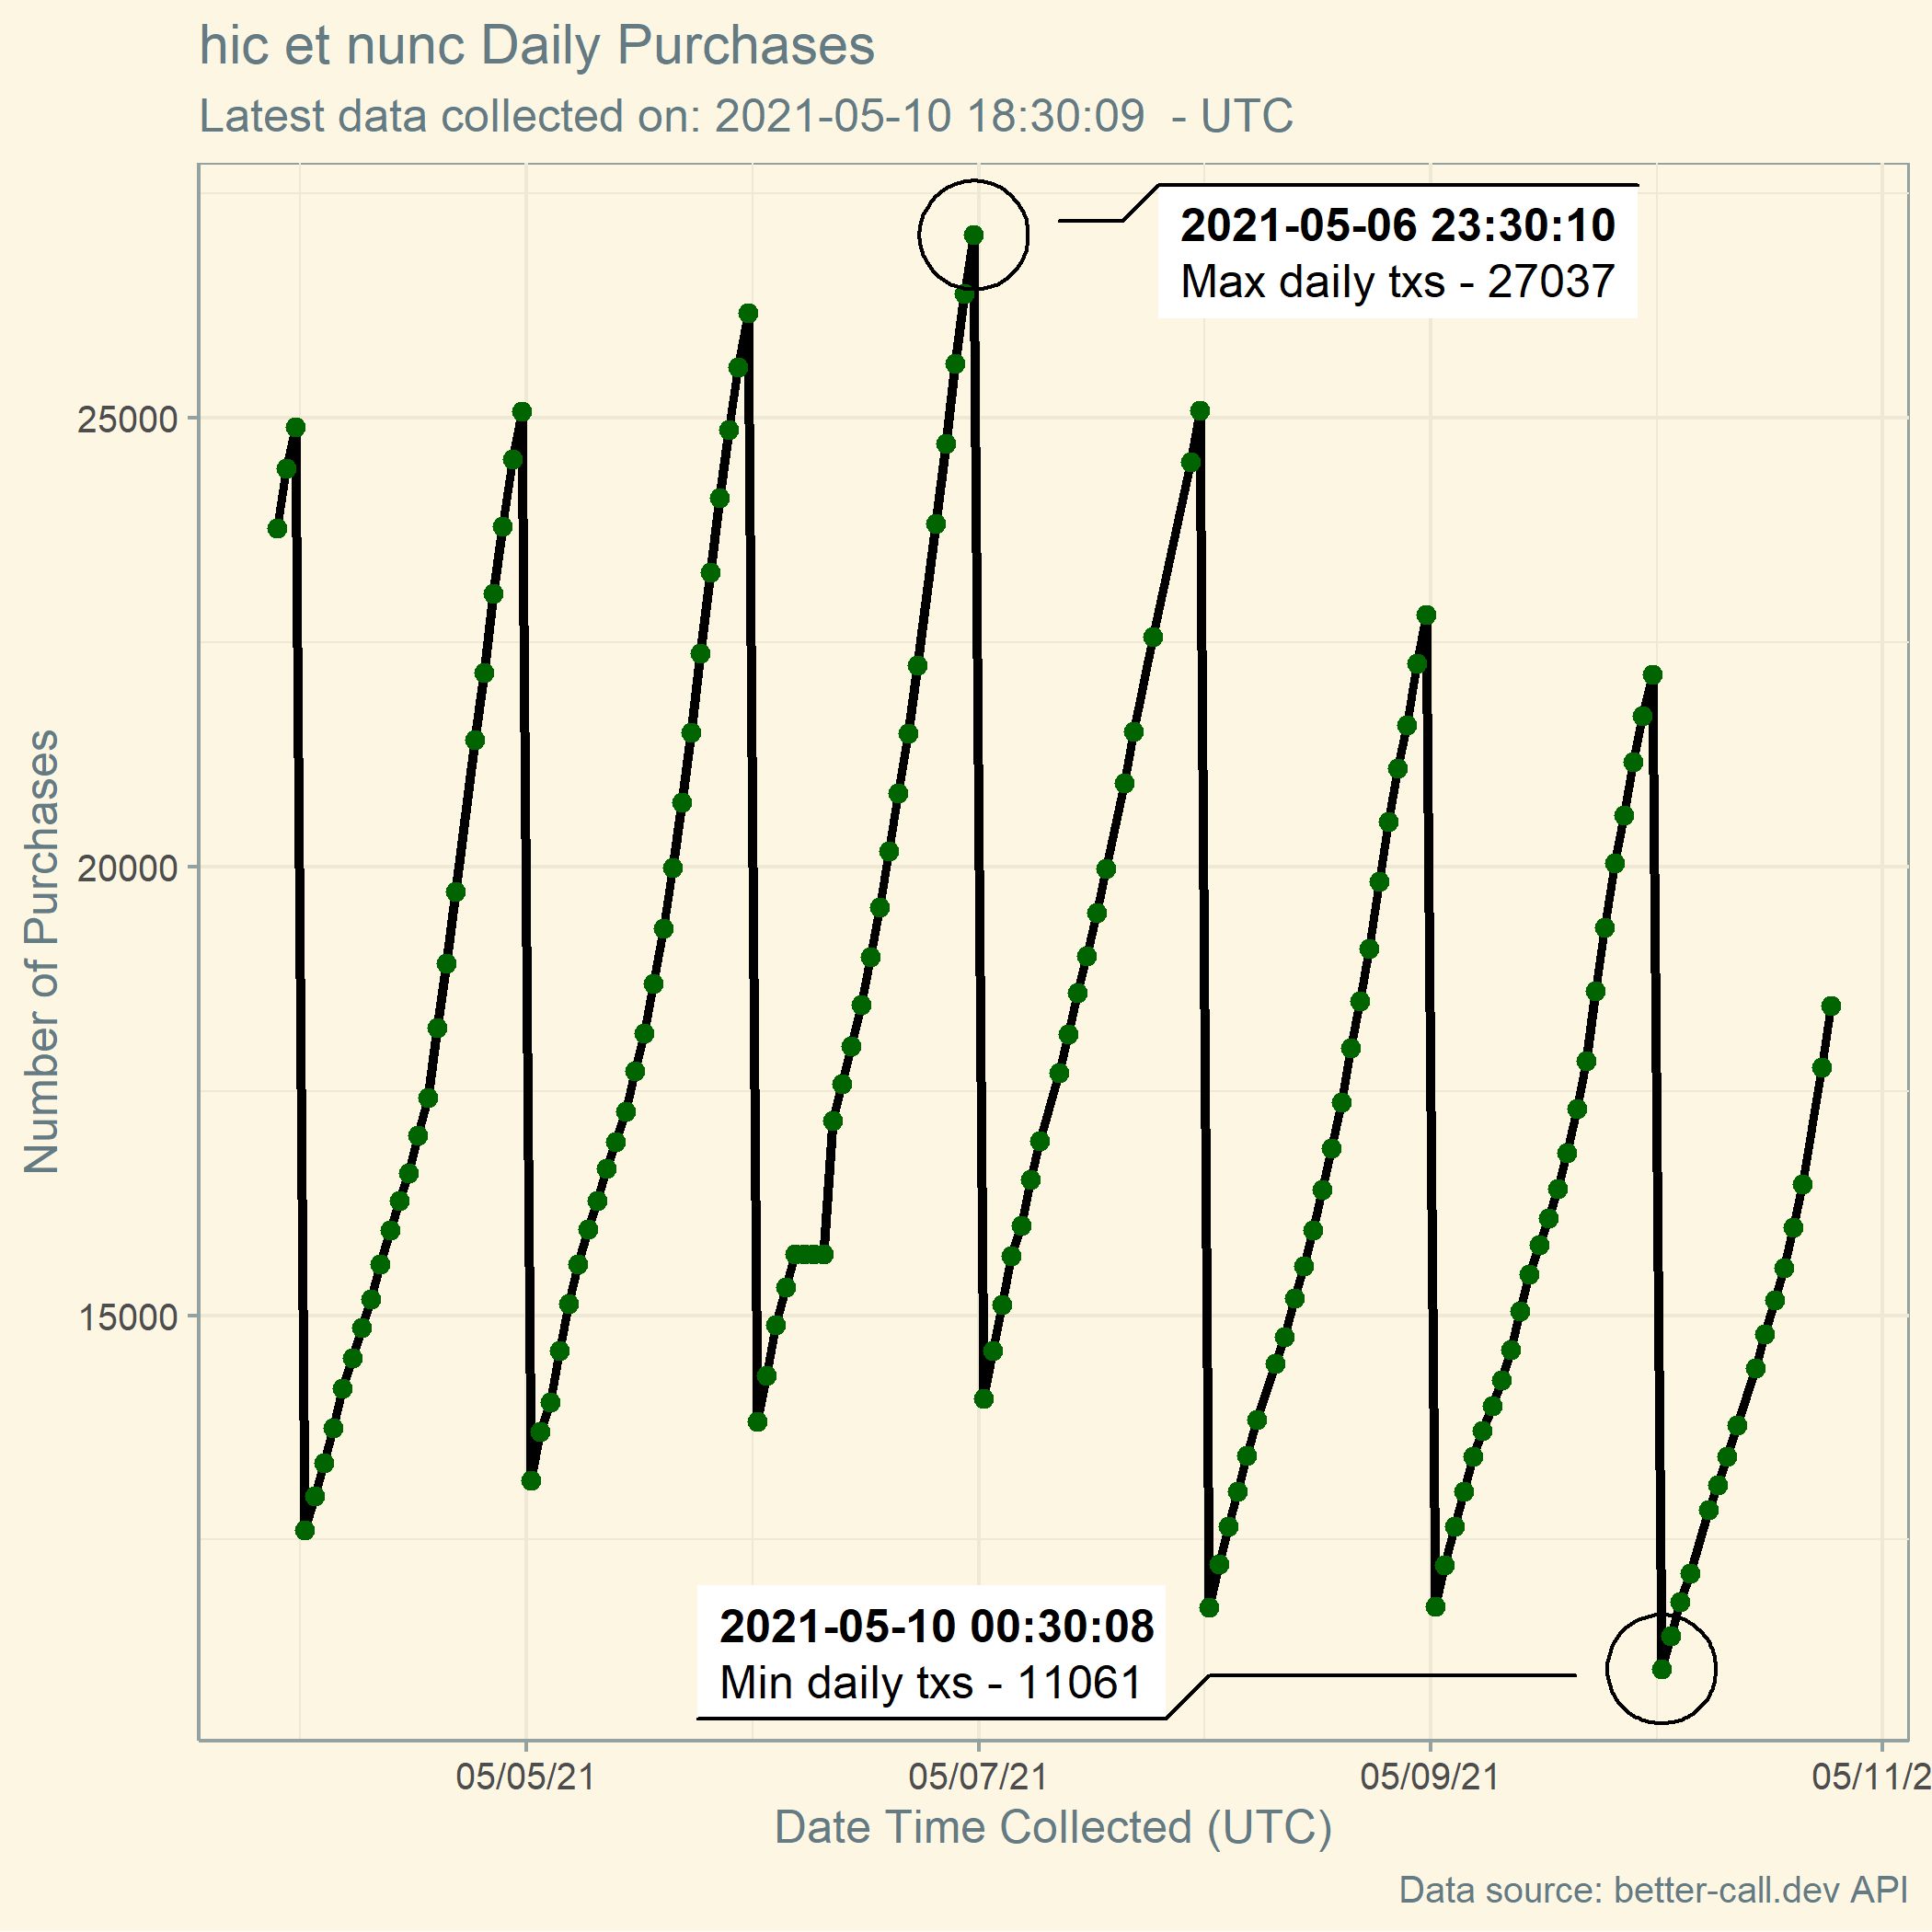 hic et nunc Daily Purchases
Latest data collected on: 2021-05-10 18:30:09  - UTC
2021-05-06 23:30:10
Max daily txs - 27037
25000
20000
15000
Number of Purchases
2021-05-10 00:30:08
Min daily txs - 11061
05/05/21
05/07/21
05/09/21
05/11/2
Date Time Collected (UTC)
Data source: better-call.dev API